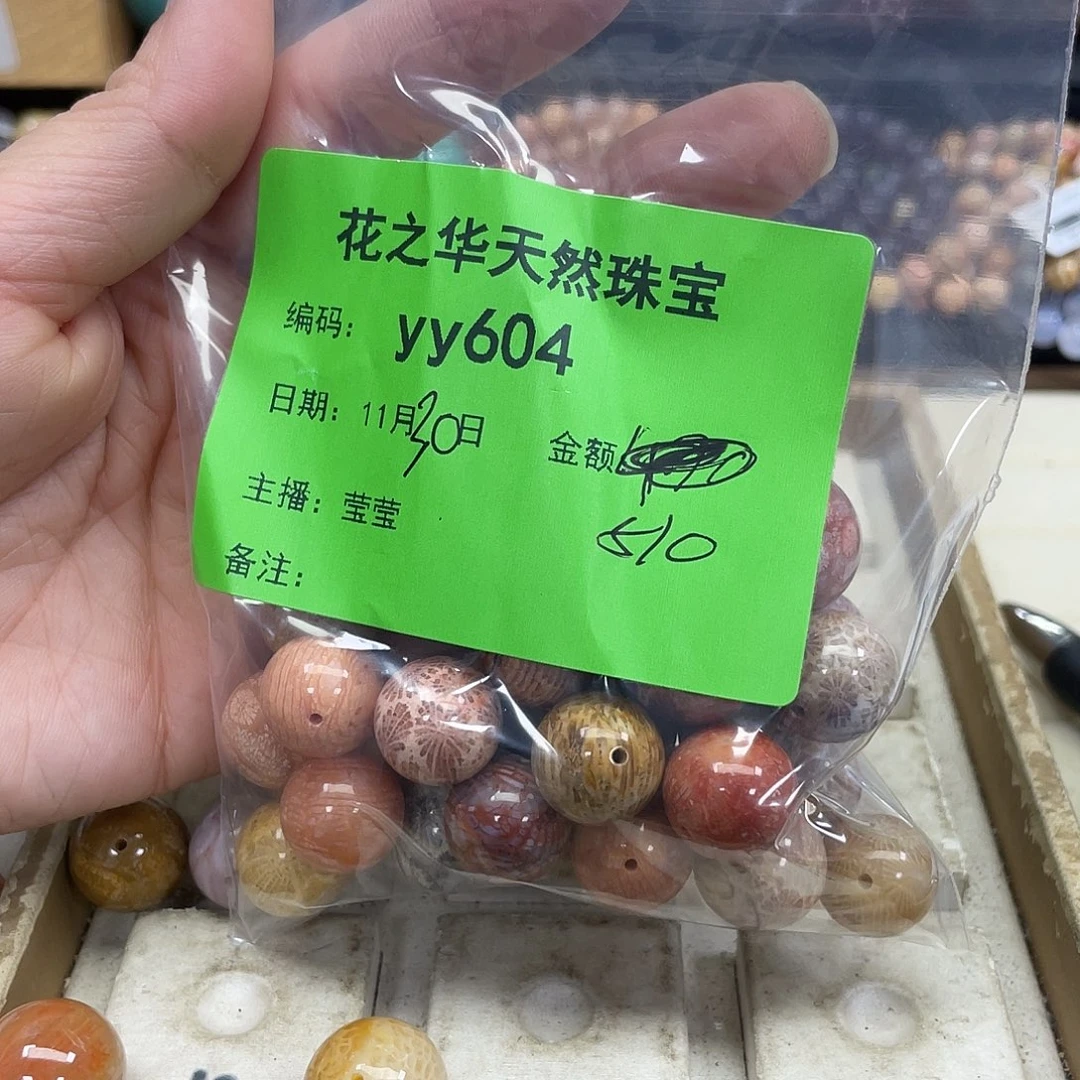 花之华天然珠宝
编码： yy604
日期： 11月30日
金额
510
主播： 莹莹
备注：